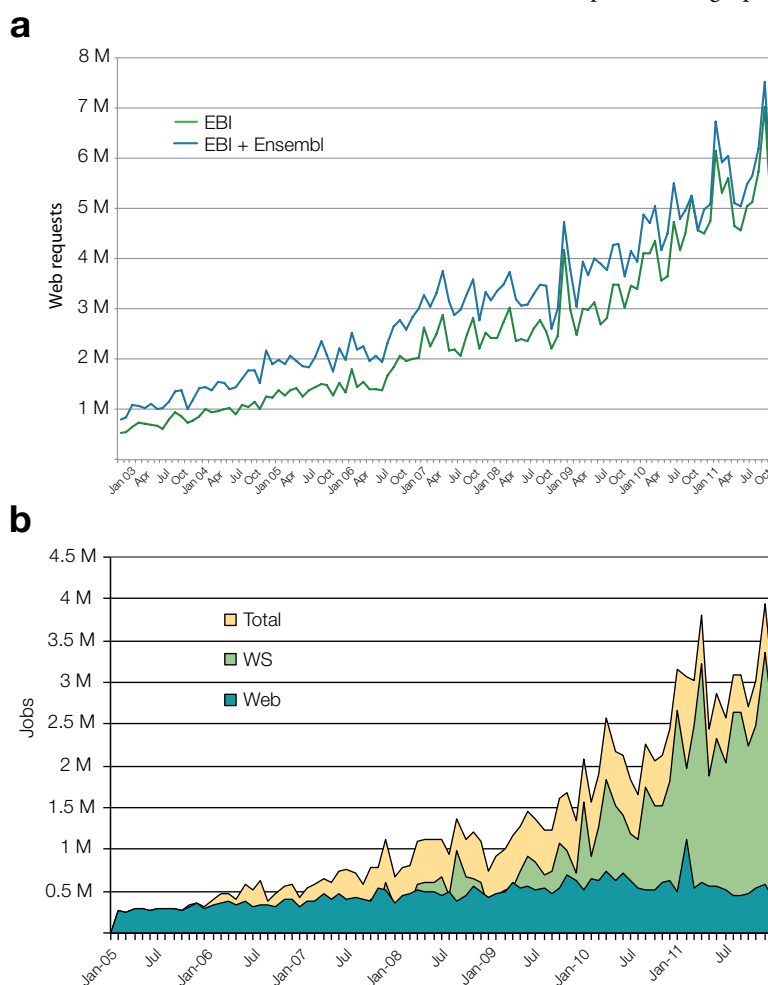 a
8 M
7 M
6 M
5 M
4 M
3 M
2 M
1 M
Web requests
EBI
EBI + Ensembl
Jan 03 Apr Jul Oct Jan 04 Apr Jul Oct Jan 05 Apr Jul Oct Jan 06 Apr Jul Oct Jan 07 Apr Jul Oct Jan 08 Apr Jul Oct Jan 09 Apr Jul Oct Jan 10 Apr Jul Oct Jan 11 Apr Jul Oct
b
4.5 M
4 M
3.5 M
3 M
2.5 M
2 M
1.5 M
1 M
0.5 M
Jobs
Total
WS
Web
Jan-05 Jul Jan-06 Jul Jan-07 Jul Jan-08 Jul Jan-09 Jul Jan-10 Jul Jan-11 Jul